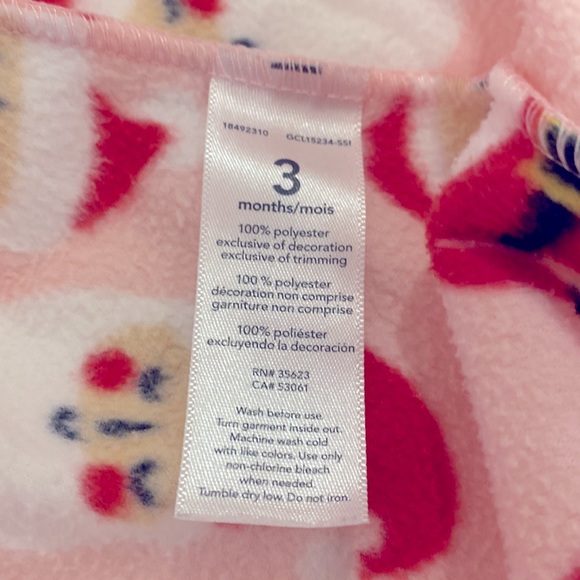 18492310 GCL15234-SS1
3
months/mois
100% polyester
exclusive of decoration
exclusive of trimming
100 % polyester
décoration non comprise
garniture non comprise
100% poliéster
excluyendo la decoración
RN# 35623
CA# 53061
Wash before use.
Turn garment inside out.
Machine wash cold
with like colors. Use only
non-chlorine bleach
when needed.
Tumble dry low. Do not iron.